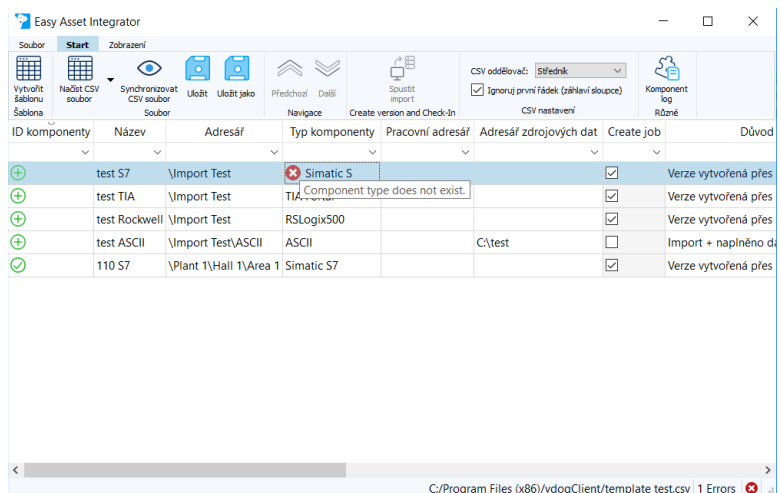 Easy Asset Integrator
Soubor Start Zobrazení
Vytvořit šablonu
Načíst CSV soubor
Synchronizovat CSV soubor
Uložit
Uložit jako
Předchozí
Další
Spustit import
CSV oddělovač: Středník
Ignoruj první řádek (záhlaví sloupce)
Komponent log
Šablona Soubor Navigace Create version and Check-In CSV nastavení Různé
ID komponenty Název Adresář Typ komponenty Pracovní adresář Adresář zdrojových dat Create job Důvod
test S7 \Import Test Simatic S Verze vytvořená přes
Component type does not exist.
test TIA \Import Test Verze vytvořená přes
test Rockwell \Import Test RSLogix500 Verze vytvořená přes
test ASCII \Import Test\ASCII ASCII C:\test Import + naplněno da
110 S7 \Plant 1\Hall 1\Area 1 Simatic S7 Verze vytvořená přes
C:/Program Files (x86)/vdogClient/template test.csv 1 Errors